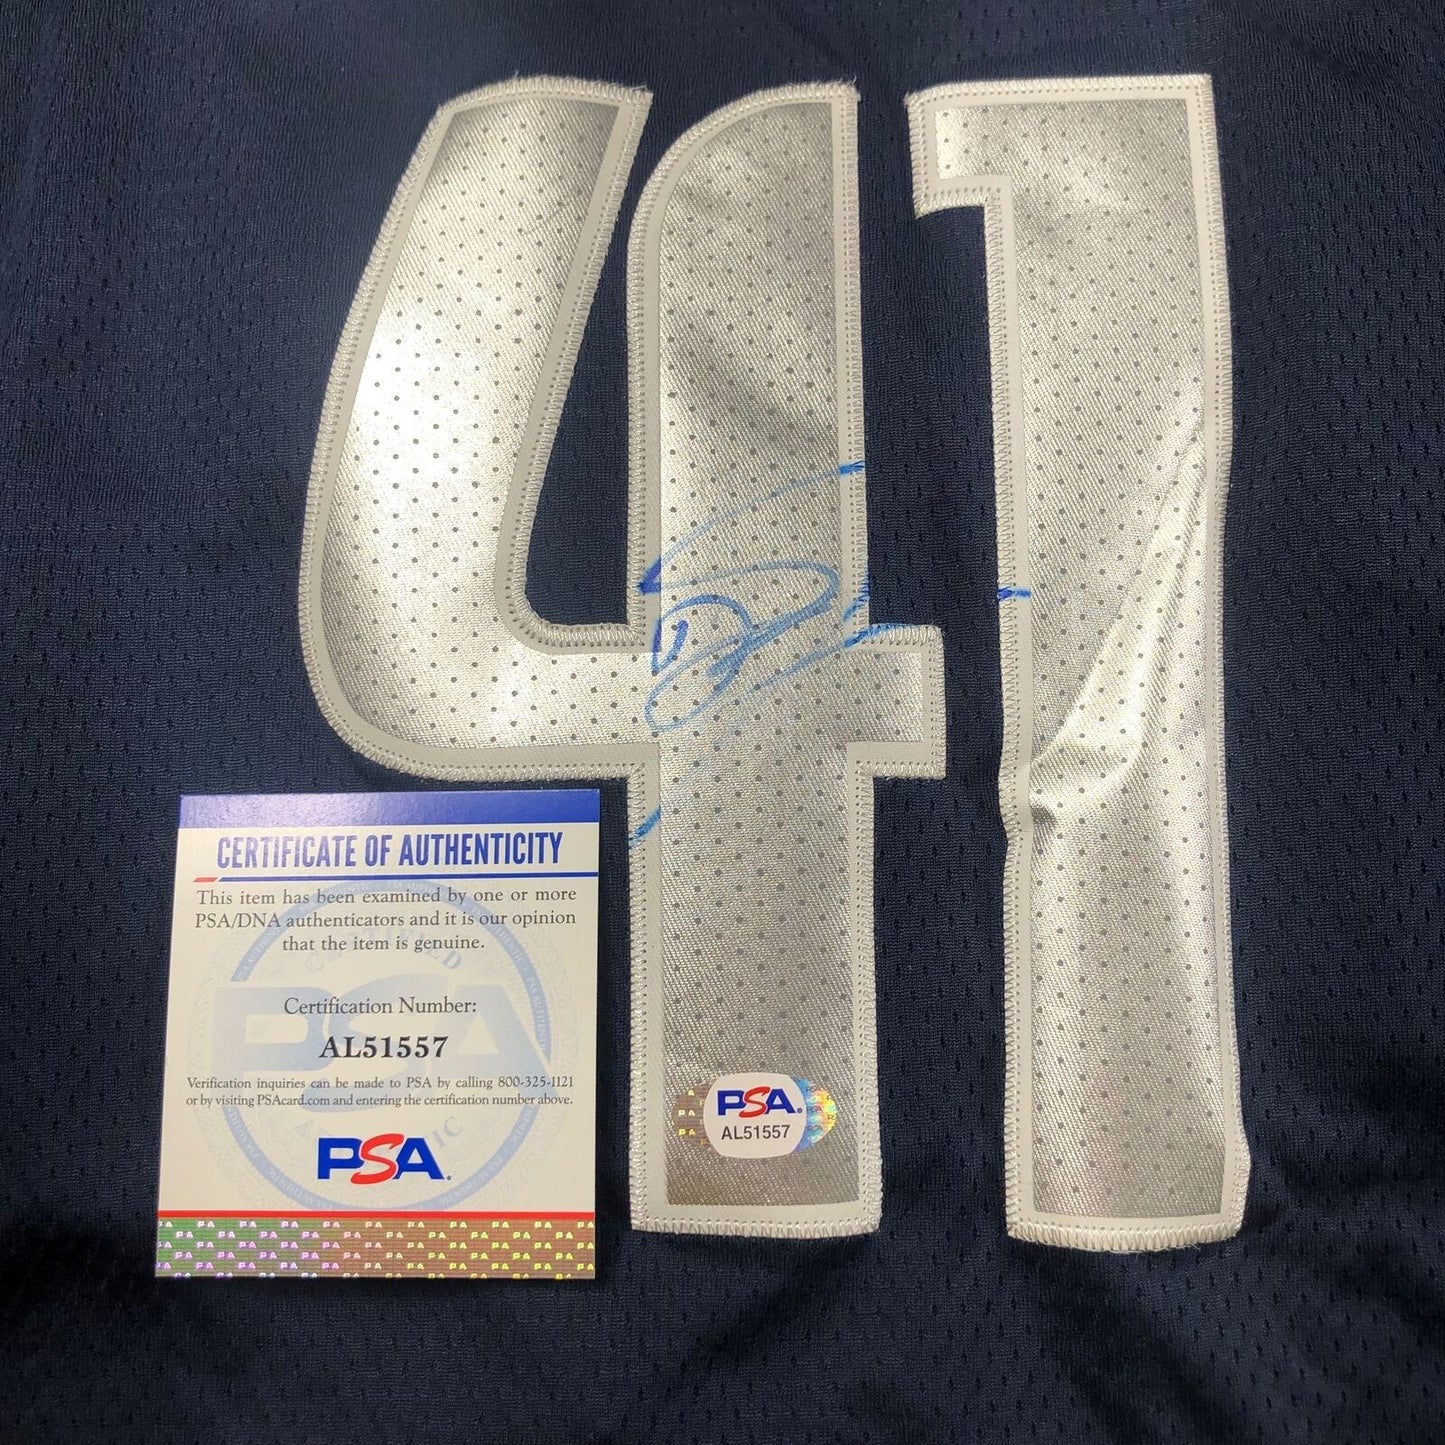 41
CERTIFICATE OF AUTHENTICITY
This item has been examined by one or more
PSA/DNA authenticators and it is our opinion
that the item is genuine.
Certification Number:
AL51557
Verification inquiries can be made to PSA by calling 800-325-1121
or by visiting PSAcard.com and entering the certification number above.
PSA®
PSA®
AL51557